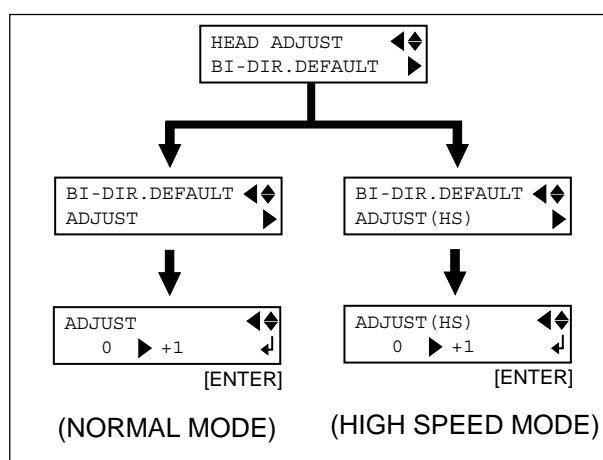 HEAD ADJUST ◀◆
BI-DIR.DEFAULT ▶
BI-DIR.DEFAULT ◀◆
ADJUST ▶
BI-DIR.DEFAULT ◀◆
ADJUST(HS) ▶
ADJUST ◀◆
0 ▶ +1 ↵
[ENTER]
ADJUST(HS) ◀◆
0 ▶ +1 ↵
[ENTER]
(NORMAL MODE)
(HIGH SPEED MODE)